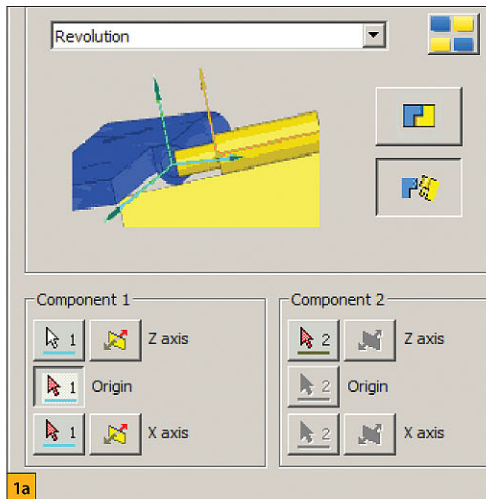 Revolution
Component 1
Component 2
1 Z axis
2 Z axis
1 Origin
2 Origin
1 X axis
2 X axis
1a